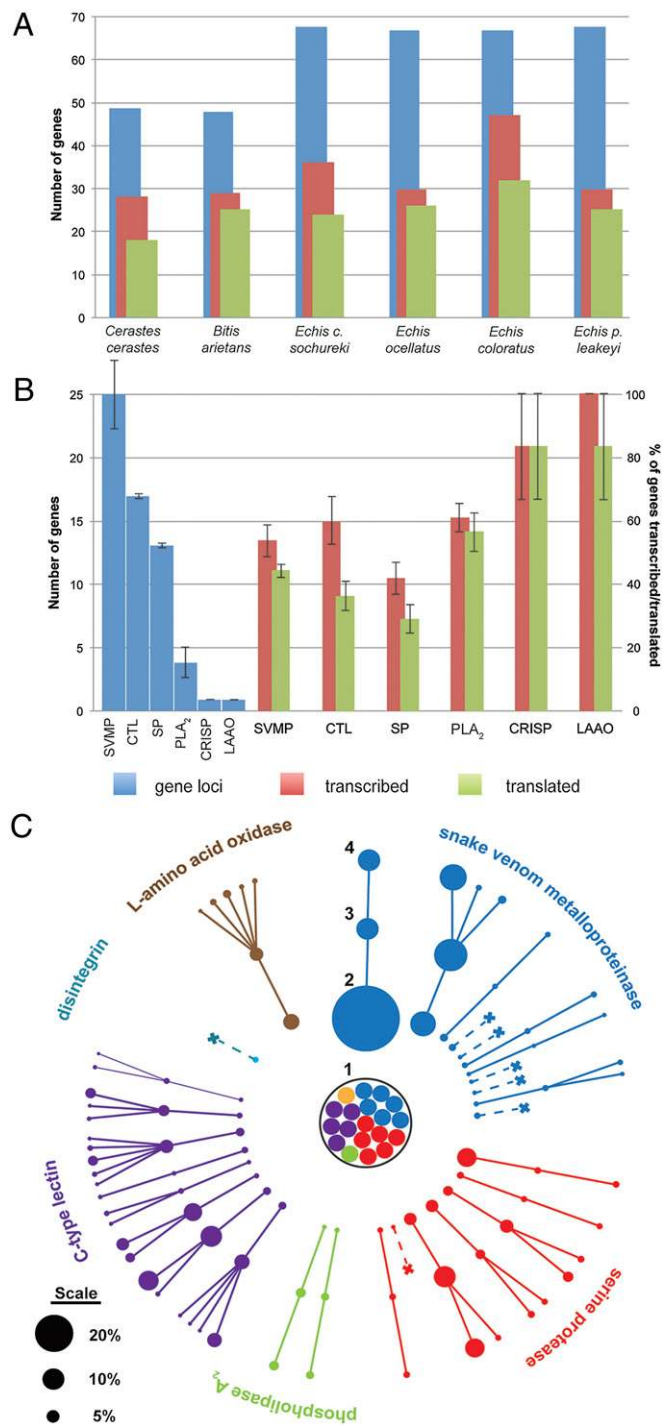 A
Number of genes
70
60
50
40
30
20
10
0
Cerastes cerastes
Bitis arietans
Echis c. sochureki
Echis ocellatus
Echis coloratus
Echis p. leakeyi
B
Number of genes
25
20
15
10
5
0
% of genes transcribed/translated
100
80
60
40
20
0
SVMP
CTL
SP
PLA2
CRISP
LAAO
SVMP
CTL
SP
PLA2
CRISP
LAAO
gene loci
transcribed
translated
C
L-amino acid oxidase
4
3
2
1
snake venom metalloproteinase
disintegrin
C-type lectin
serine protease
phospholipase A2
Scale
20%
10%
5%